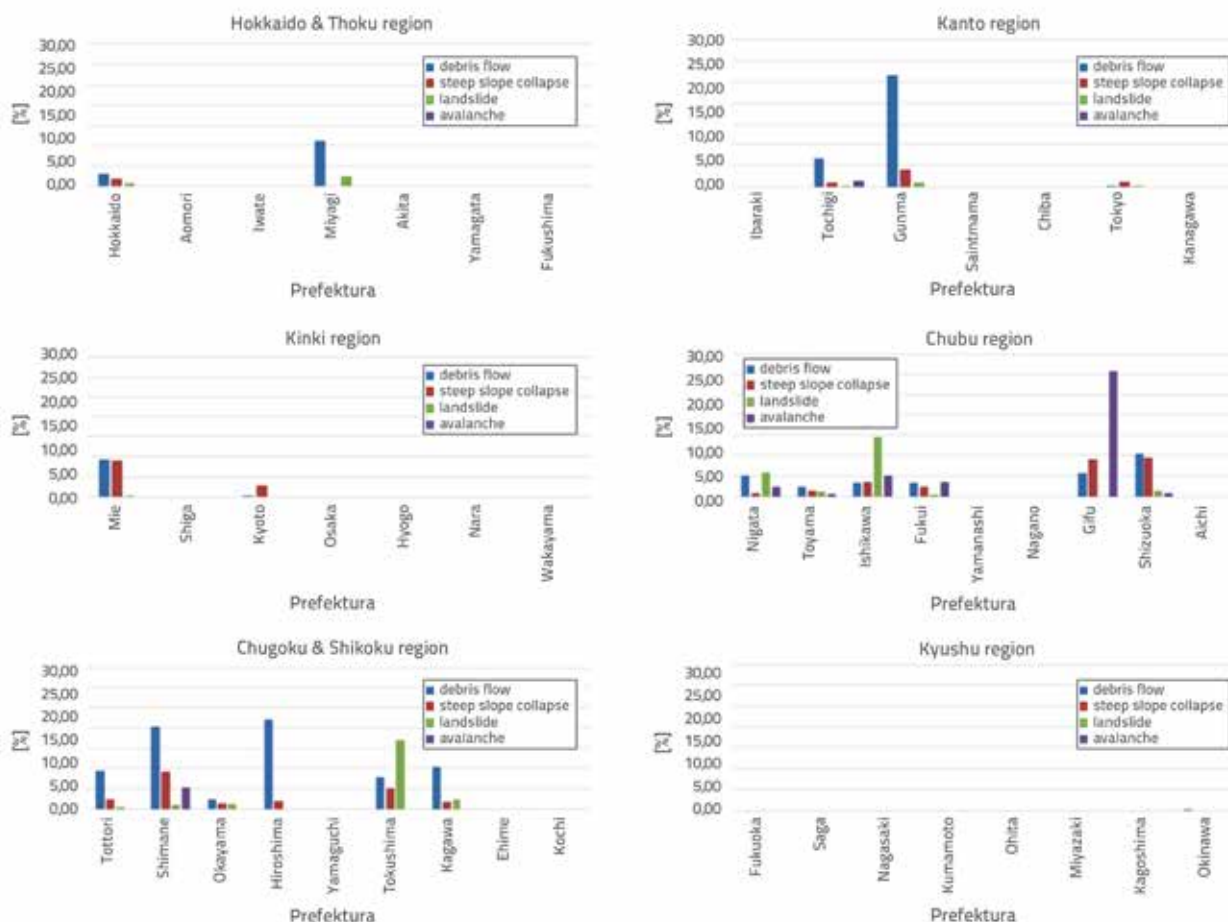 Hokkaido & Thoku region
30,00
25,00
20,00
15,00
10,00
5,00
0,00
[%]
debris flow
steep slope collapse
landslide
avalanche
Hokkaido
Aomori
Iwate
Miyagi
Akita
Yamagata
Fukushima
Prefektura
Kanto region
30,00
25,00
20,00
15,00
10,00
5,00
0,00
[%]
debris flow
steep slope collapse
landslide
avalanche
Ibaraki
Tochigi
Gunma
Saintmama
Chiba
Tokyo
Kanagawa
Prefektura
Kinki region
30,00
25,00
20,00
15,00
10,00
5,00
0,00
[%]
debris flow
steep slope collapse
landslide
avalanche
Mie
Shiga
Kyoto
Osaka
Hyogo
Nara
Wakayama
Prefektura
Chubu region
30,00
25,00
20,00
15,00
10,00
5,00
0,00
[%]
debris flow
steep slope collapse
landslide
avalanche
Nigata
Toyama
Ishikawa
Fukui
Yamanashi
Nagano
Gifu
Shizuoka
Aichi
Prefektura
Chugoku & Shikoku region
30,00
25,00
20,00
15,00
10,00
5,00
0,00
[%]
debris flow
steep slope collapse
landslide
avalanche
Tottori
Shimane
Okayama
Hiroshima
Yamaguchi
Tokushima
Kagawa
Ehime
Kochi
Prefektura
Kyushu region
30,00
25,00
20,00
15,00
10,00
5,00
0,00
[%]
debris flow
steep slope collapse
landslide
avalanche
Fukuoka
Saga
Nagasaki
Kumamoto
Ohita
Miyazaki
Kagoshima
Okinawa
Prefektura